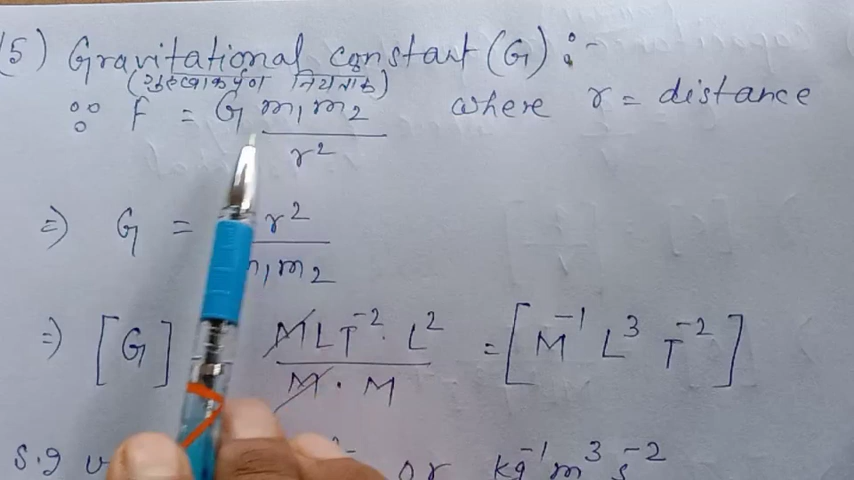 (5) Gravitational constant (G) :-
(गुरुत्वाकर्षण नियतांक)
∵ F = G m₁m₂ / r² where r = distance
⇒ G = r² / m₁m₂
⇒ [G] MLT⁻² · L² / M · M = [M⁻¹ L³ T⁻²]
S.I u or kg⁻¹ m³ s⁻²